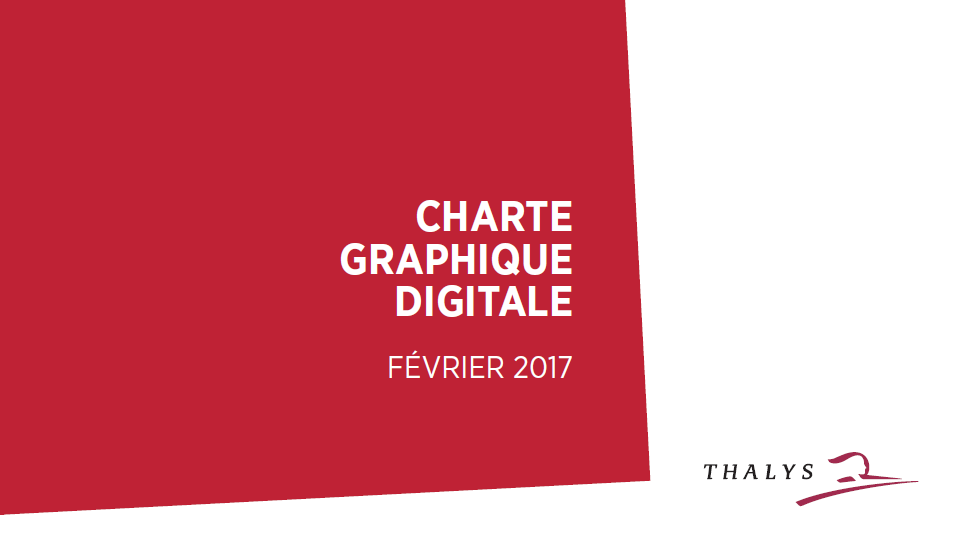 CHARTE
GRAPHIQUE
DIGITALE
FÉVRIER 2017
THALYS